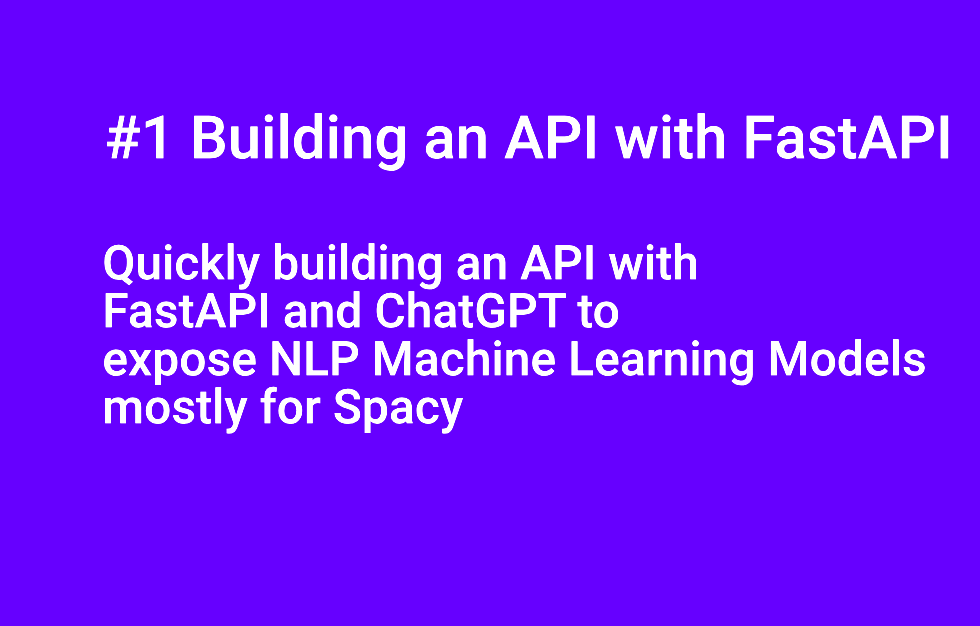 #1 Building an API with FastAPI
Quickly building an API with
FastAPI and ChatGPT to
expose NLP Machine Learning Models
mostly for Spacy